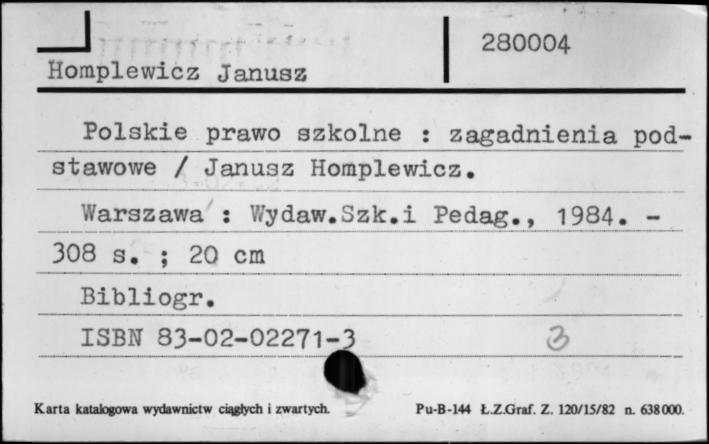 280004
Homplewicz Janusz
Polskie prawo szkolne : zagadnienia pod-
stawowe / Janusz Homplewicz.
Warszawa : Wydaw.Szk.i Pedag., 1984. -
308 s. ; 20 cm
Bibliogr.
ISBN 83-02-02271-3
3
Karta katalogowa wydawnictw ciągłych i zwartych. Pu-B-144 Ł.Z.Graf. Z. 120/15/82 n. 638000.